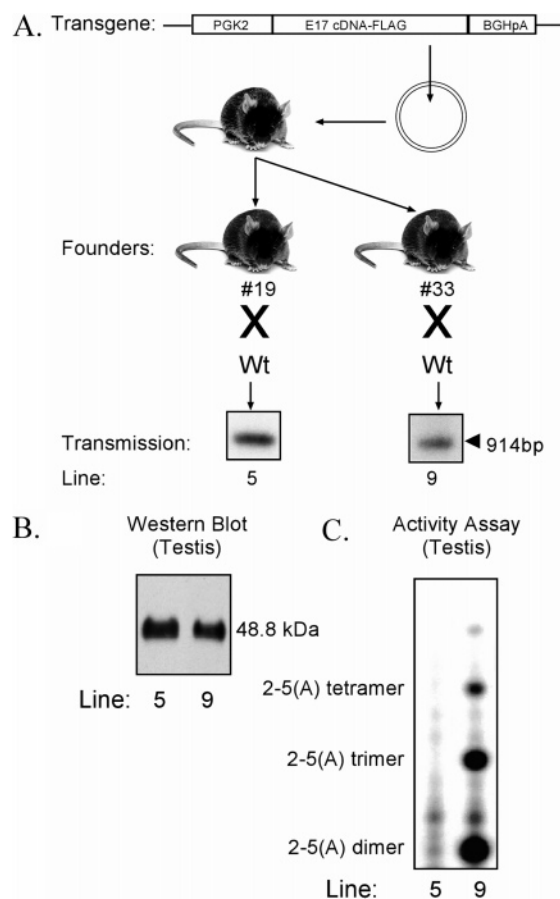 A. Transgene: PGK2 E17 cDNA-FLAG BGHpA
Founders:
#19 #33
X X
Wt Wt
Transmission: 914bp
Line: 5 9
B. Western Blot
(Testis)
48.8 kDa
Line: 5 9
C. Activity Assay
(Testis)
2-5(A) tetramer
2-5(A) trimer
2-5(A) dimer
Line: 5 9